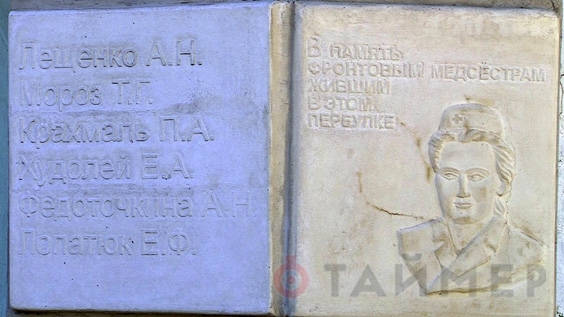 Лещенко А.Н.
Мороз Т.Г.
Крахмаль П.А.
Худолей Е.А.
Федоточкина А.Н.
Лопатюк Е.Ф.
В ПАМЯТЬ
ФРОНТОВЫМ МЕДСЁСТРАМ
ЖИВШИМ
В ЭТОМ
ПЕРЕУЛКЕ
ТАЙМЕР